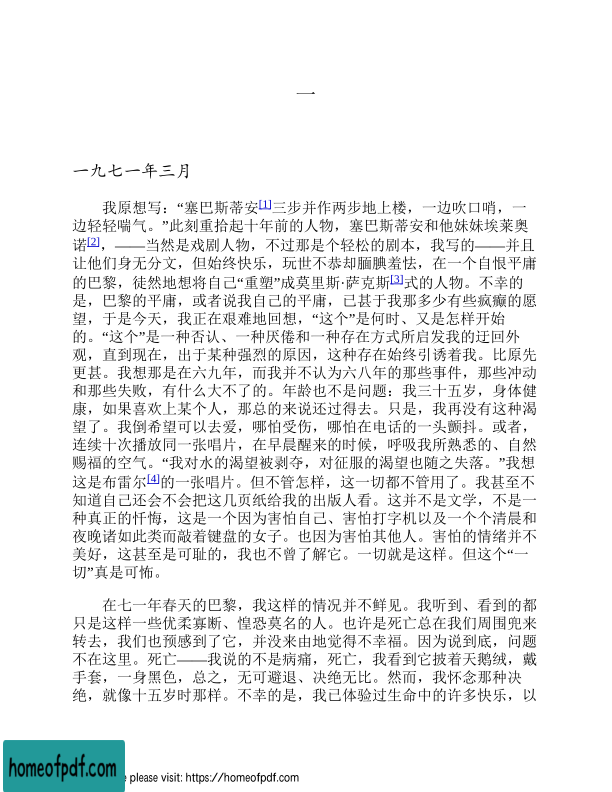 一
一九七一年三月
我原想写：“塞巴斯蒂安[1]三步并作两步地上楼，一边吹口哨，一
边轻轻喘气。”此刻重拾起十年前的人物，塞巴斯蒂安和他妹妹埃莱奥
诺[2]，——当然是戏剧人物，不过那是个轻松的剧本，我写的——并且
让他们身无分文，但始终快乐，玩世不恭却腼腆羞怯，在一个自恨平庸
的巴黎，徒然地想将自己“重塑”成莫里斯·萨克斯[3]式的人物。不幸的
是，巴黎的平庸，或者说我自己的平庸，已甚于我那多少有些疯癫的愿
望，于是今天，我正在艰难地回想，“这个”是何时、又是怎样开始
的。“这个”是一种否认、一种厌倦和一种存在方式所启发我的迂回外
观，直到现在，出于某种强烈的原因，这种存在始终引诱着我。比原先
更甚。我想那是在六九年，而我并不认为六八年的那些事件，那些冲动
和那些失败，有什么大不了的。年龄也不是问题：我三十五岁，身体健
康，如果喜欢上某个人，那总的来说还过得去。只是，我再没有这种渴
望了。我倒希望可以去爱，哪怕受伤，哪怕在电话的一头颤抖。或者，
连续十次播放同一张唱片，在早晨醒来的时候，呼吸我所熟悉的、自然
赐福的空气。“我对水的渴望被剥夺，对征服的渴望也随之失落。”我想
这是布雷尔[4]的一张唱片。但不管怎样，这一切都不管用了。我甚至不
知道自己还会不会把这几页纸给我的出版人看。这并不是文学，不是一
种真正的忏悔，这是一个因为害怕自己、害怕打字机以及一个个清晨和
夜晚诸如此类而敲着键盘的女子。也因为害怕其他人。害怕的情绪并不
美好，这甚至是可耻的，我也不曾了解它。一切就是这样。但这个“一
切”真是可怖。
在七一年春天的巴黎，我这样的情况并不鲜见。我听到、看到的都
只是这样一些优柔寡断、惶恐莫名的人。也许是死亡总在我们周围兜来
转去，我们也预感到了它，并没来由地觉得不幸福。因为说到底，问题
不在这里。死亡——我说的不是病痛，死亡，我看到它披着天鹅绒，戴
手套，一身黑色，总之，无可避退、决绝无比。然而，我怀念那种决
绝，就像十五岁时那样。不幸的是，我已体验过生命中的许多快乐，以
homeofpdf.com
e please visit: https://homeofpdf.com